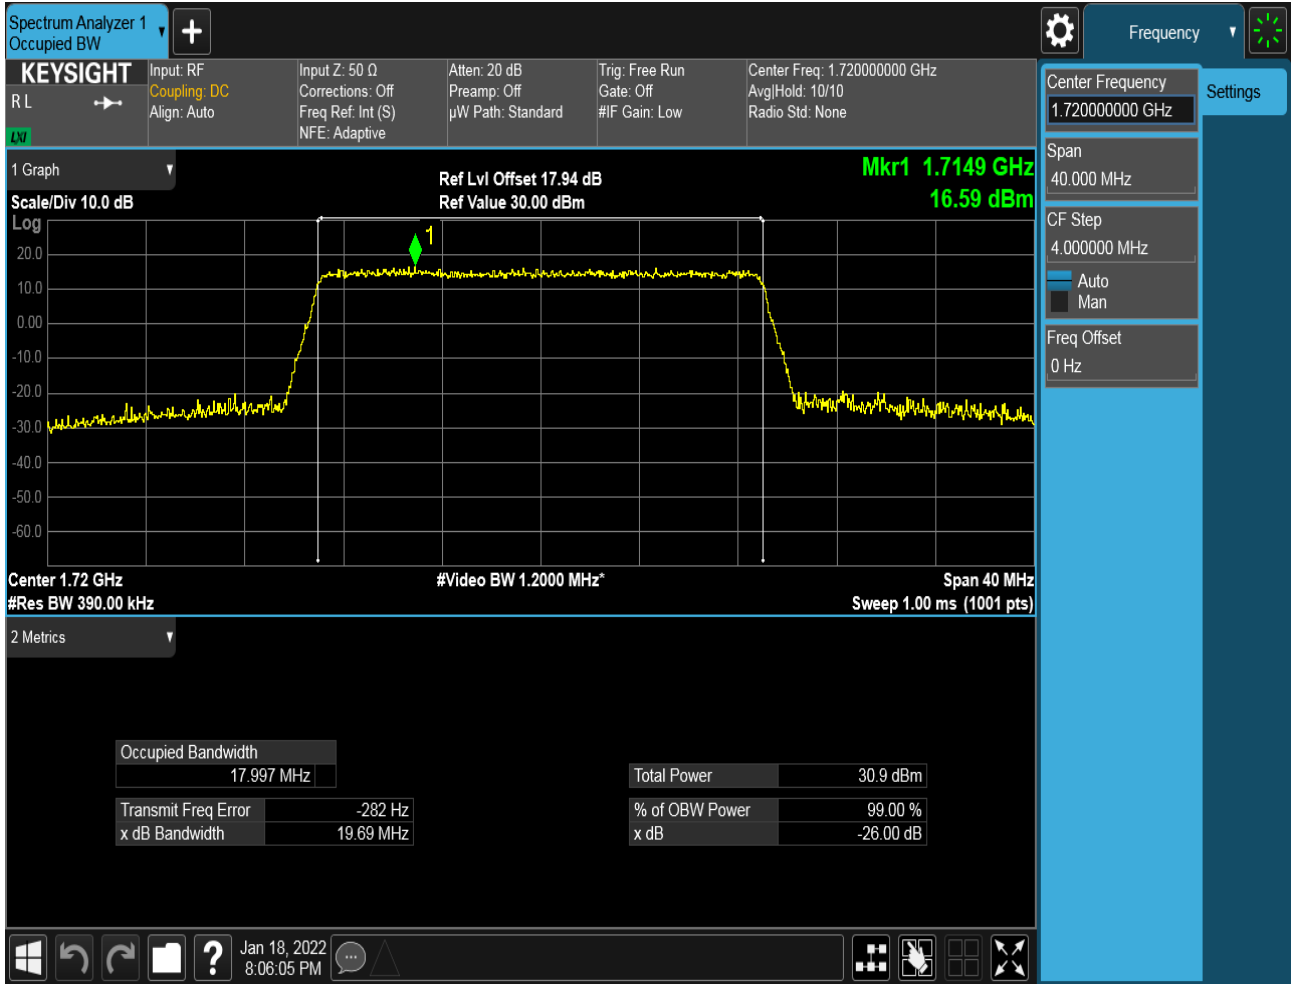 Spectrum Analyzer 1
Occupied BW
Frequency
KEYSIGHT
R L
LXI
Input: RF
Coupling: DC
Align: Auto
Input Z: 50 Ω
Corrections: Off
Freq Ref: Int (S)
NFE: Adaptive
Atten: 20 dB
Preamp: Off
µW Path: Standard
Trig: Free Run
Gate: Off
#IF Gain: Low
Center Freq: 1.720000000 GHz
Avg|Hold: 10/10
Radio Std: None
Center Frequency
1.720000000 GHz
Settings
Span
40.000 MHz
CF Step
4.000000 MHz
Auto
Man
Freq Offset
0 Hz
1 Graph
Scale/Div 10.0 dB
Ref Lvl Offset 17.94 dB
Ref Value 30.00 dBm
Mkr1 1.7149 GHz
16.59 dBm
Log
1
20.0
10.0
0.00
-10.0
-20.0
-30.0
-40.0
-50.0
-60.0
Center 1.72 GHz
#Video BW 1.2000 MHz*
Span 40 MHz
#Res BW 390.00 kHz
Sweep 1.00 ms (1001 pts)
2 Metrics
Occupied Bandwidth
17.997 MHz
Total Power 30.9 dBm
Transmit Freq Error -282 Hz
% of OBW Power 99.00 %
x dB Bandwidth 19.69 MHz
x dB -26.00 dB
?
Jan 18, 2022
8:06:05 PM